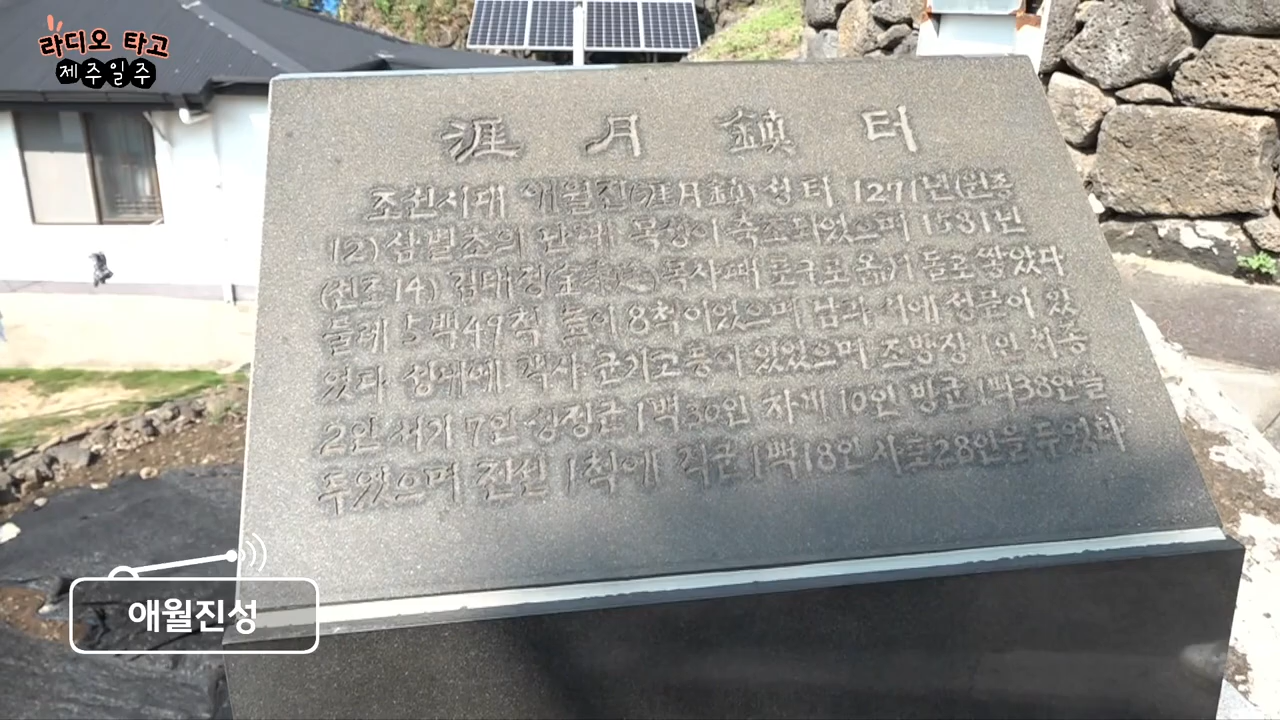 라디오 타고
제주일주
涯月鎭터
조선시대 애월진(涯月鎭)성터 1271년(원종
12) 삼별초의 난에 목성이 축조되었으며 1581년
(선조14) 김태정(金泰廷) 목사때 포구로 옮기 돌로쌓았다
둘레 5백49척 높이 8척이었으며 남과 서에 성문이 있
었다 성내에 객사 군기고등이 있었으며 조방장 1인 치총
2인 서기 7인 성정군 1백30인 차비 10인 방군 1백38인을
두었으며 전선 1척에 격군 1백18인 사포28인을두었다
애월진성